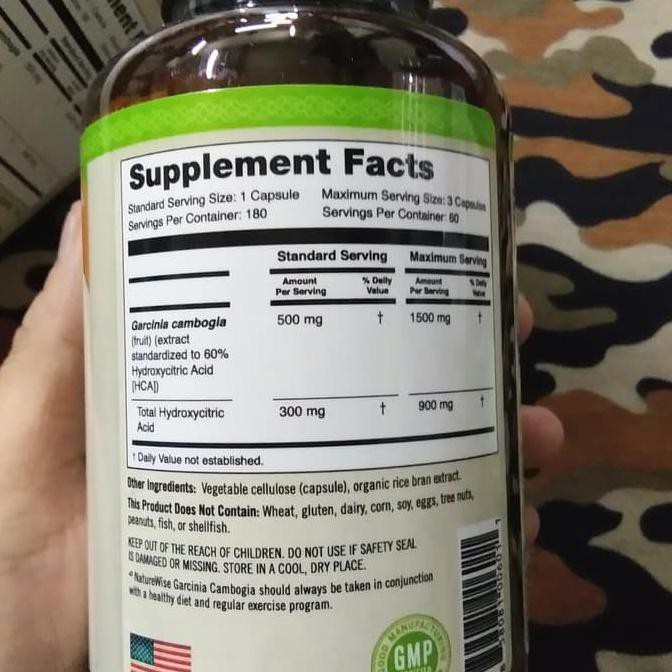 Supplement Facts
Standard Serving Size: 1 Capsule Maximum Serving Size: 3 Capsules
Servings Per Container: 180 Servings Per Container: 60
Standard Serving Maximum Serving
Amount Per Serving % Daily Value Amount Per Serving % Daily Value
Garcinia cambogia 500 mg † 1500 mg †
(fruit) (extract
standardized to 60%
Hydroxycitric Acid
[HCA])
Total Hydroxycitric 300 mg † 900 mg †
Acid
† Daily Value not established.
Other ingredients: Vegetable cellulose (capsule), organic rice bran extract.
This Product Does Not Contain: Wheat, gluten, dairy, corn, soy, eggs, tree nuts,
peanuts, fish, or shellfish.
KEEP OUT OF THE REACH OF CHILDREN. DO NOT USE IF SAFETY SEAL
IS DAMAGED OR MISSING. STORE IN A COOL, DRY PLACE.
NatureWise Garcinia Cambogia should always be taken in conjunction
with a healthy diet and regular exercise program.
GOOD MANUFACTURING
GMP